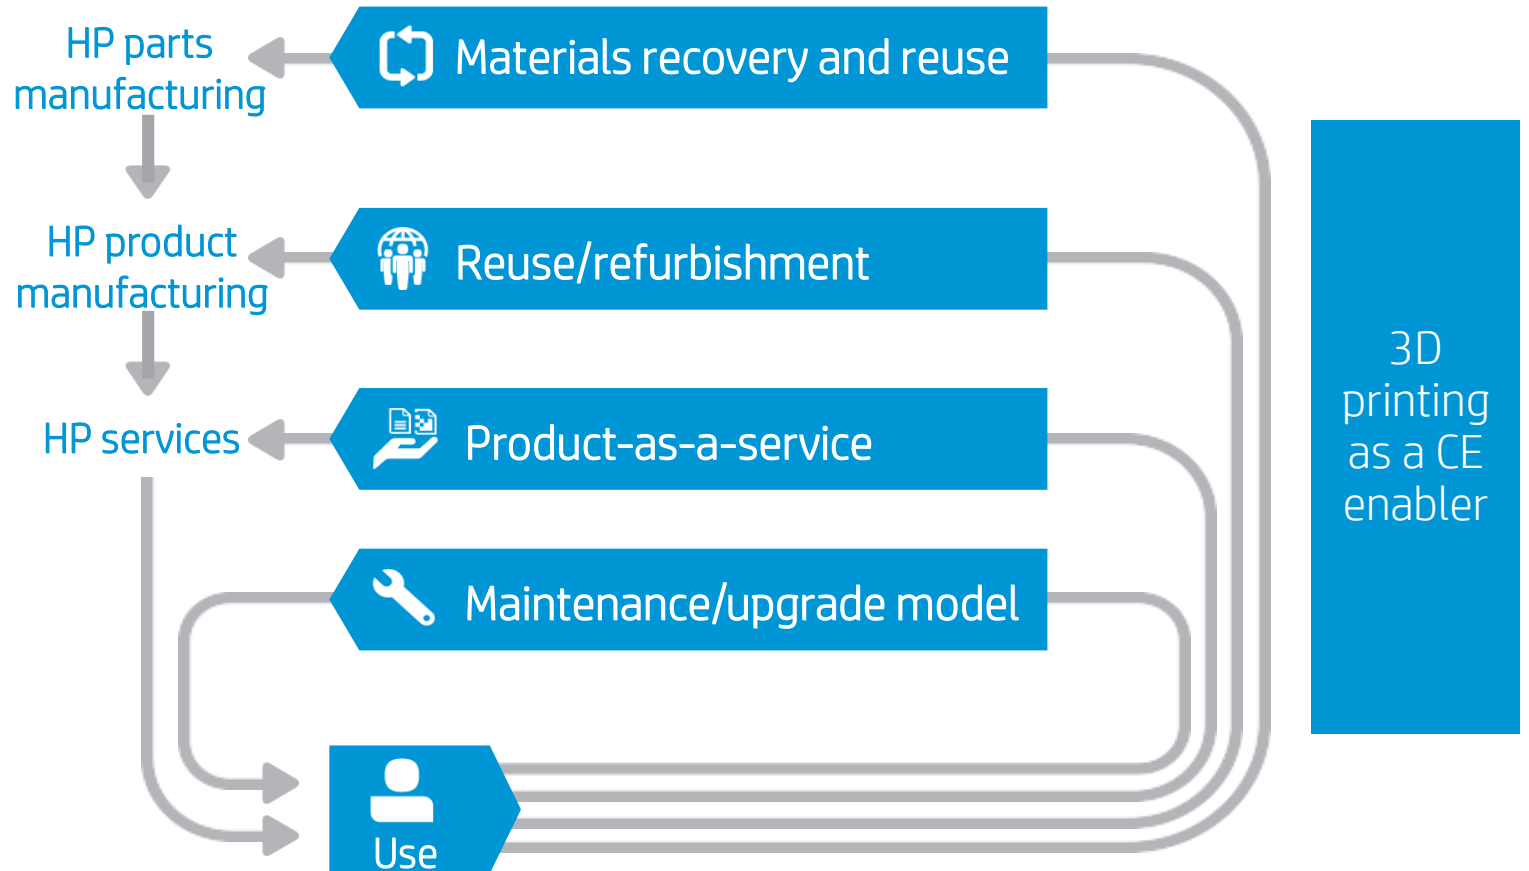 HP parts
manufacturing
Materials recovery and reuse
HP product
manufacturing
Reuse/refurbishment
HP services
Product-as-a-service
Maintenance/upgrade model
Use
3D
printing
as a CE
enabler